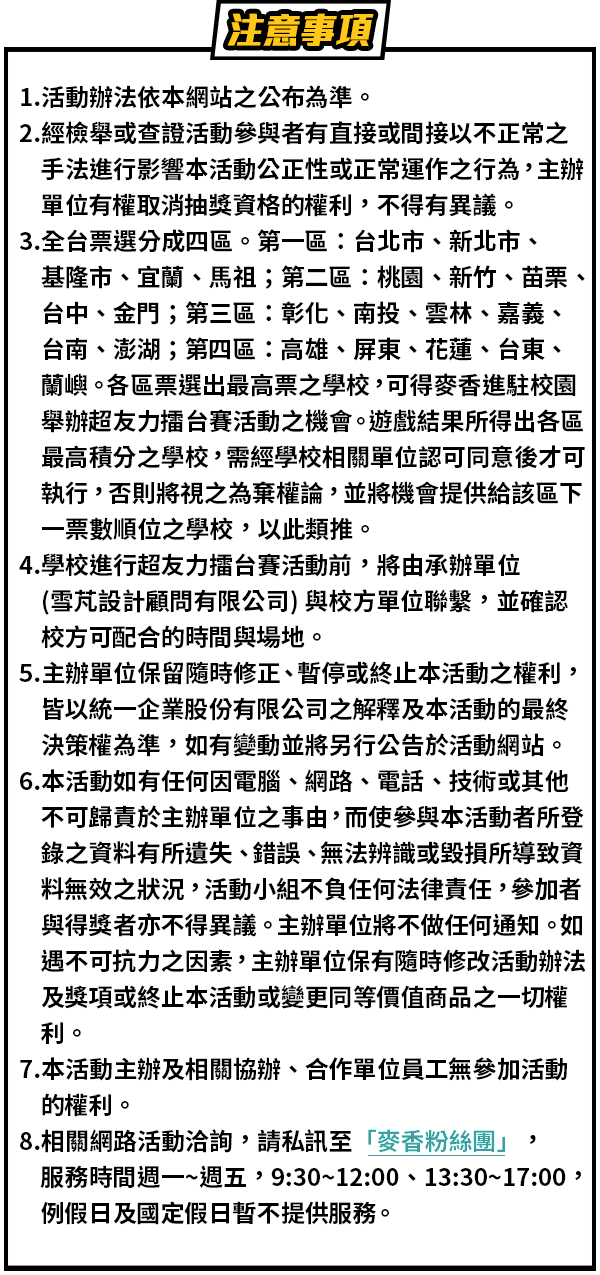 注意事項
1.活動辦法依本網站之公布為準。
2.經檢舉或查證活動參與者有直接或間接以不正常之
手法進行影響本活動公正性或正常運作之行為,主辦
單位有權取消抽獎資格的權利,不得有異議。
3.全台票選分成四區。第一區:台北市、新北市、
基隆市、宜蘭、馬祖;第二區:桃園、新竹、苗栗、
台中、金門;第三區:彰化、南投、雲林、嘉義、
台南、澎湖;第四區:高雄、屏東、花蓮、台東、
蘭嶼。各區票選出最高票之學校,可得麥香進駐校園
舉辦超友力擂台賽活動之機會。遊戲結果所得出各區
最高積分之學校,需經學校相關單位認可同意後才可
執行,否則將視之為棄權論,並將機會提供給該區下
一票數順位之學校,以此類推。
4.學校進行超友力擂台賽活動前,將由承辦單位
(雪芃設計顧問有限公司) 與校方單位聯繫,並確認
校方可配合的時間與場地。
5.主辦單位保留隨時修正、暫停或終止本活動之權利,
皆以統一企業股份有限公司之解釋及本活動的最終
決策權為準,如有變動並將另行公告於活動網站。
6.本活動如有任何因電腦、網路、電話、技術或其他
不可歸責於主辦單位之事由,而使參與本活動者所登
錄之資料有所遺失、錯誤、無法辨識或毀損所導致資
料無效之狀況,活動小組不負任何法律責任,參加者
與得獎者亦不得異議。主辦單位將不做任何通知。如
遇不可抗力之因素,主辦單位保有隨時修改活動辦法
及獎項或終止本活動或變更同等價值商品之一切權
利。
7.本活動主辦及相關協辦、合作單位員工無參加活動
的權利。
8.相關網路活動洽詢,請私訊至「麥香粉絲團」,
服務時間週一~週五,9:30~12:00、13:30~17:00,
例假日及國定假日暫不提供服務。